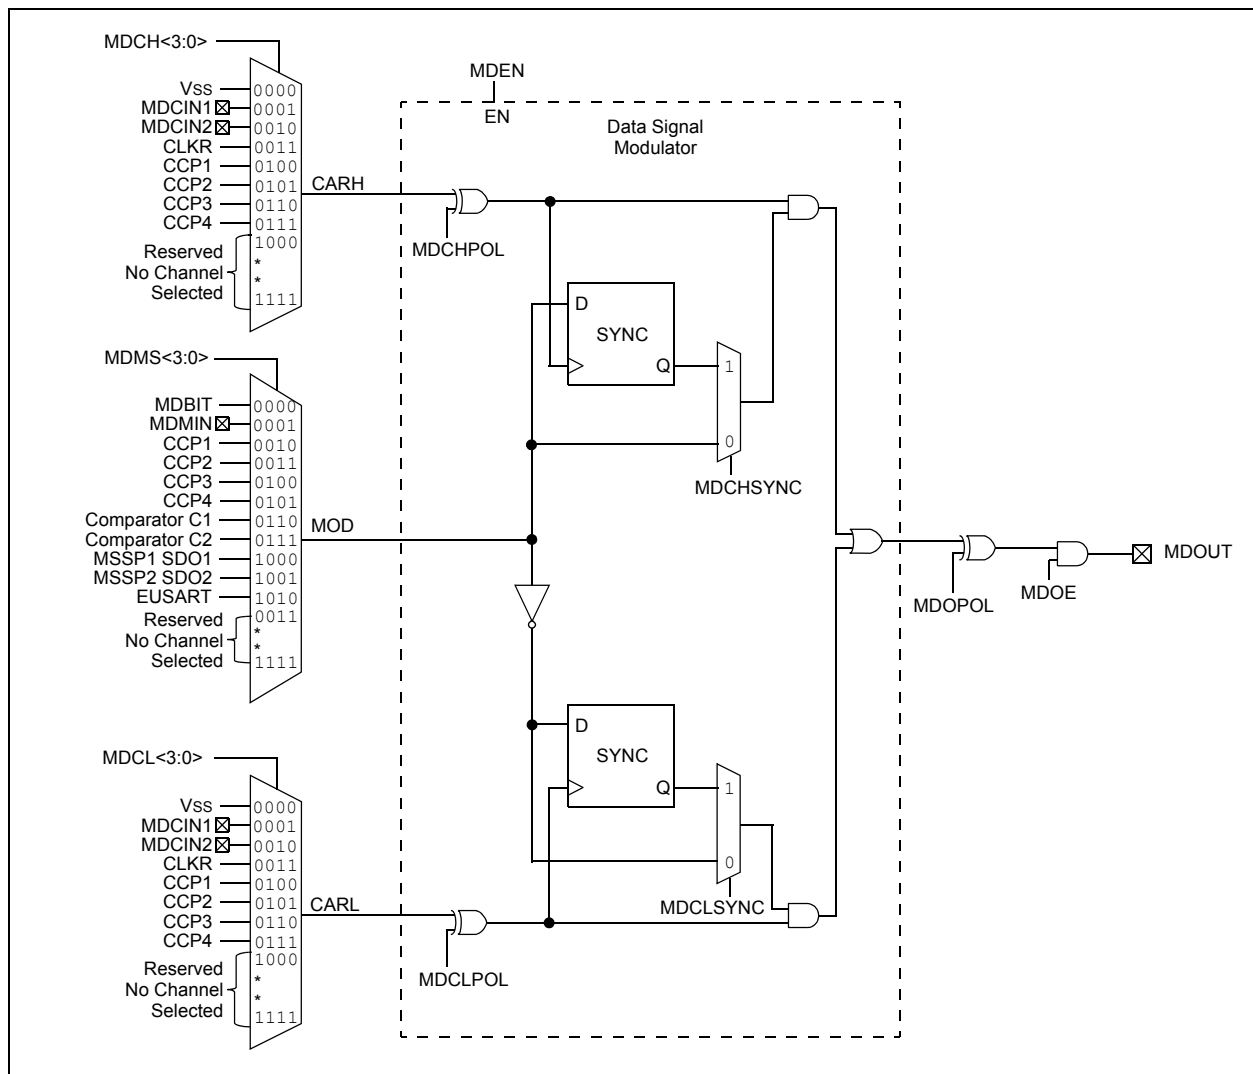 MDCH<3:0>
VSS 0000
MDCIN1 0001
MDCIN2 0010
CLKR 0011
CCP1 0100
CCP2 0101
CCP3 0110
CCP4 0111
Reserved
No Channel
Selected
1000
*
*
1111
CARH
MDCHPOL
MDEN
EN
Data Signal
Modulator
D
SYNC
Q
1
0
MDCHSYNC
MDMS<3:0>
MDBIT 0000
MDMIN 0001
CCP1 0010
CCP2 0011
CCP3 0100
CCP4 0101
Comparator C1 0110
Comparator C2 0111
MSSP1 SDO1 1000
MSSP2 SDO2 1001
EUSART 1010
Reserved
No Channel
Selected
0011
*
*
1111
MOD
MDOPOL
MDOE
MDOUT
D
SYNC
Q
1
0
MDCLSYNC
MDCL<3:0>
VSS 0000
MDCIN1 0001
MDCIN2 0010
CLKR 0011
CCP1 0100
CCP2 0101
CCP3 0110
CCP4 0111
Reserved
No Channel
Selected
1000
*
*
1111
CARL
MDCLPOL